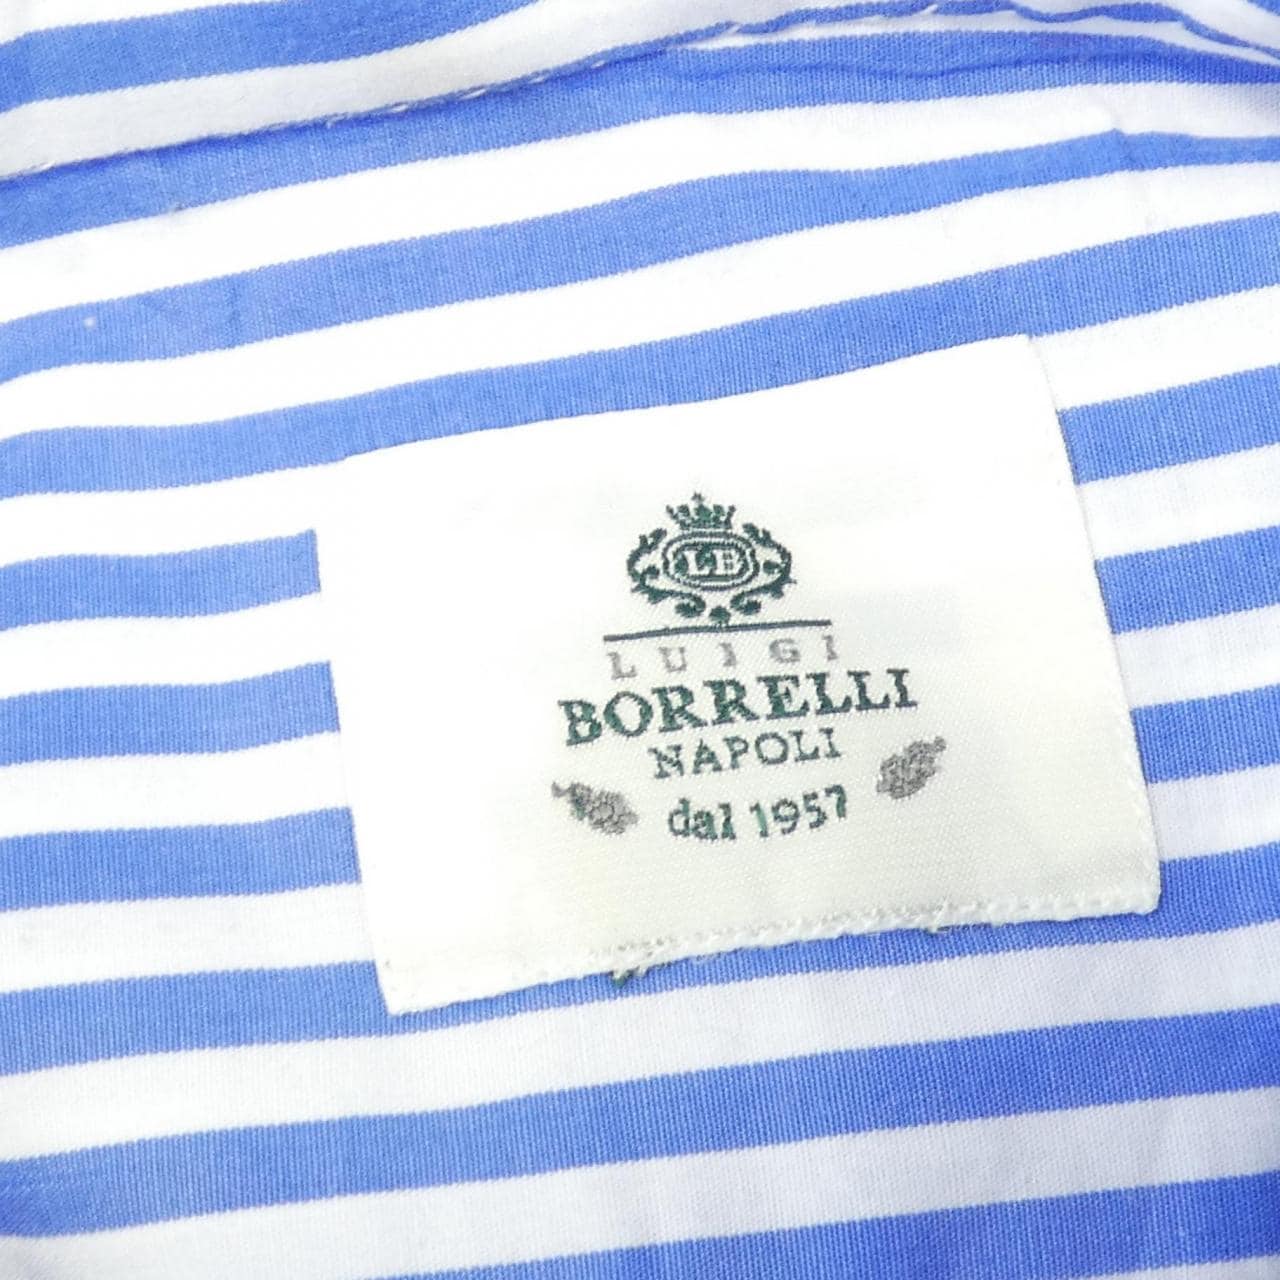 LB
LUIGI
BORRELLI
NAPOLI
dal 1957